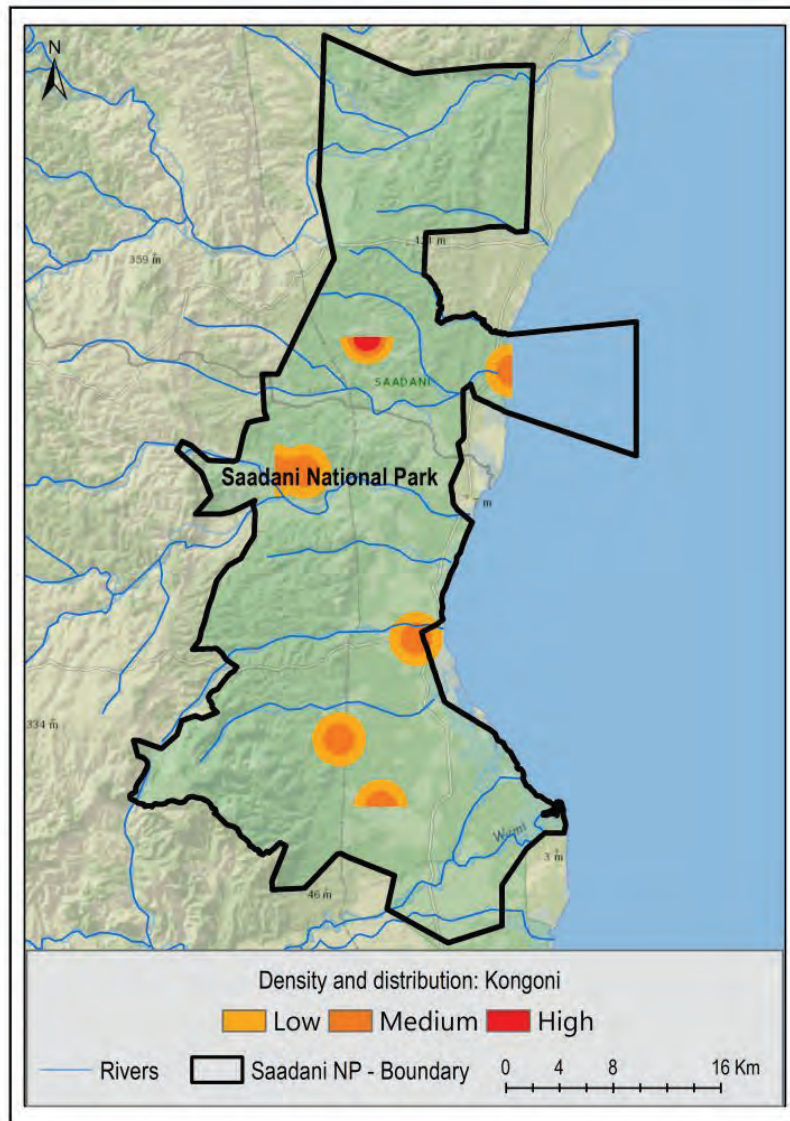 N
359 m
SAADANI
Saadani National Park
7 m
334 m
Wami
3 m
46 m
Density and distribution: Kongoni
Low Medium High
Rivers Saadani NP - Boundary 0 4 8 16 Km